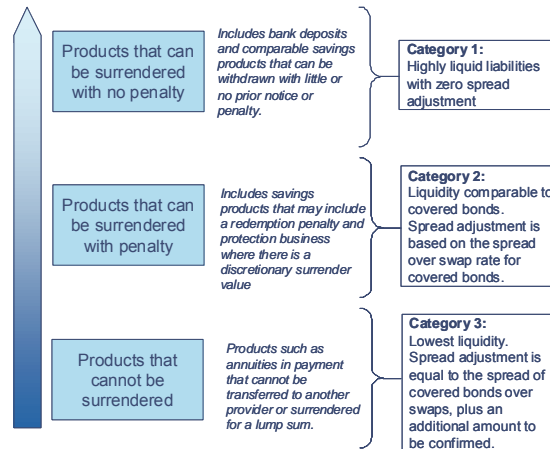 Products that can
be surrendered
with no penalty
Includes bank deposits
and comparable savings
products that can be
withdrawn with little or
no prior notice or
penalty.
Category 1:
Highly liquid liabilities
with zero spread
adjustment
Products that can
be surrendered
with penalty
Includes savings
products that may include
a redemption penalty and
protection business
where there is a
discretionary surrender
value
Category 2:
Liquidity comparable to
covered bonds.
Spread adjustment is
based on the spread
over swap rate for
covered bonds.
Products that
cannot be
surrendered
Products such as
annuities in payment
that cannot be
transferred to another
provider or surrendered
for a lump sum.
Category 3:
Lowest liquidity.
Spread adjustment is
equal to the spread of
covered bonds over
swaps, plus an
additional amount to
be confirmed.